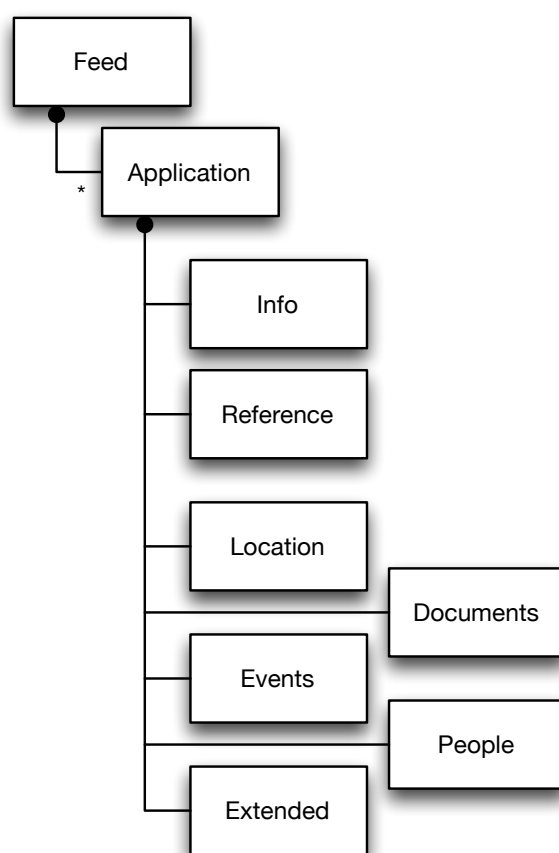 Feed
Application
*
Info
Reference
Location
Documents
Events
People
Extended